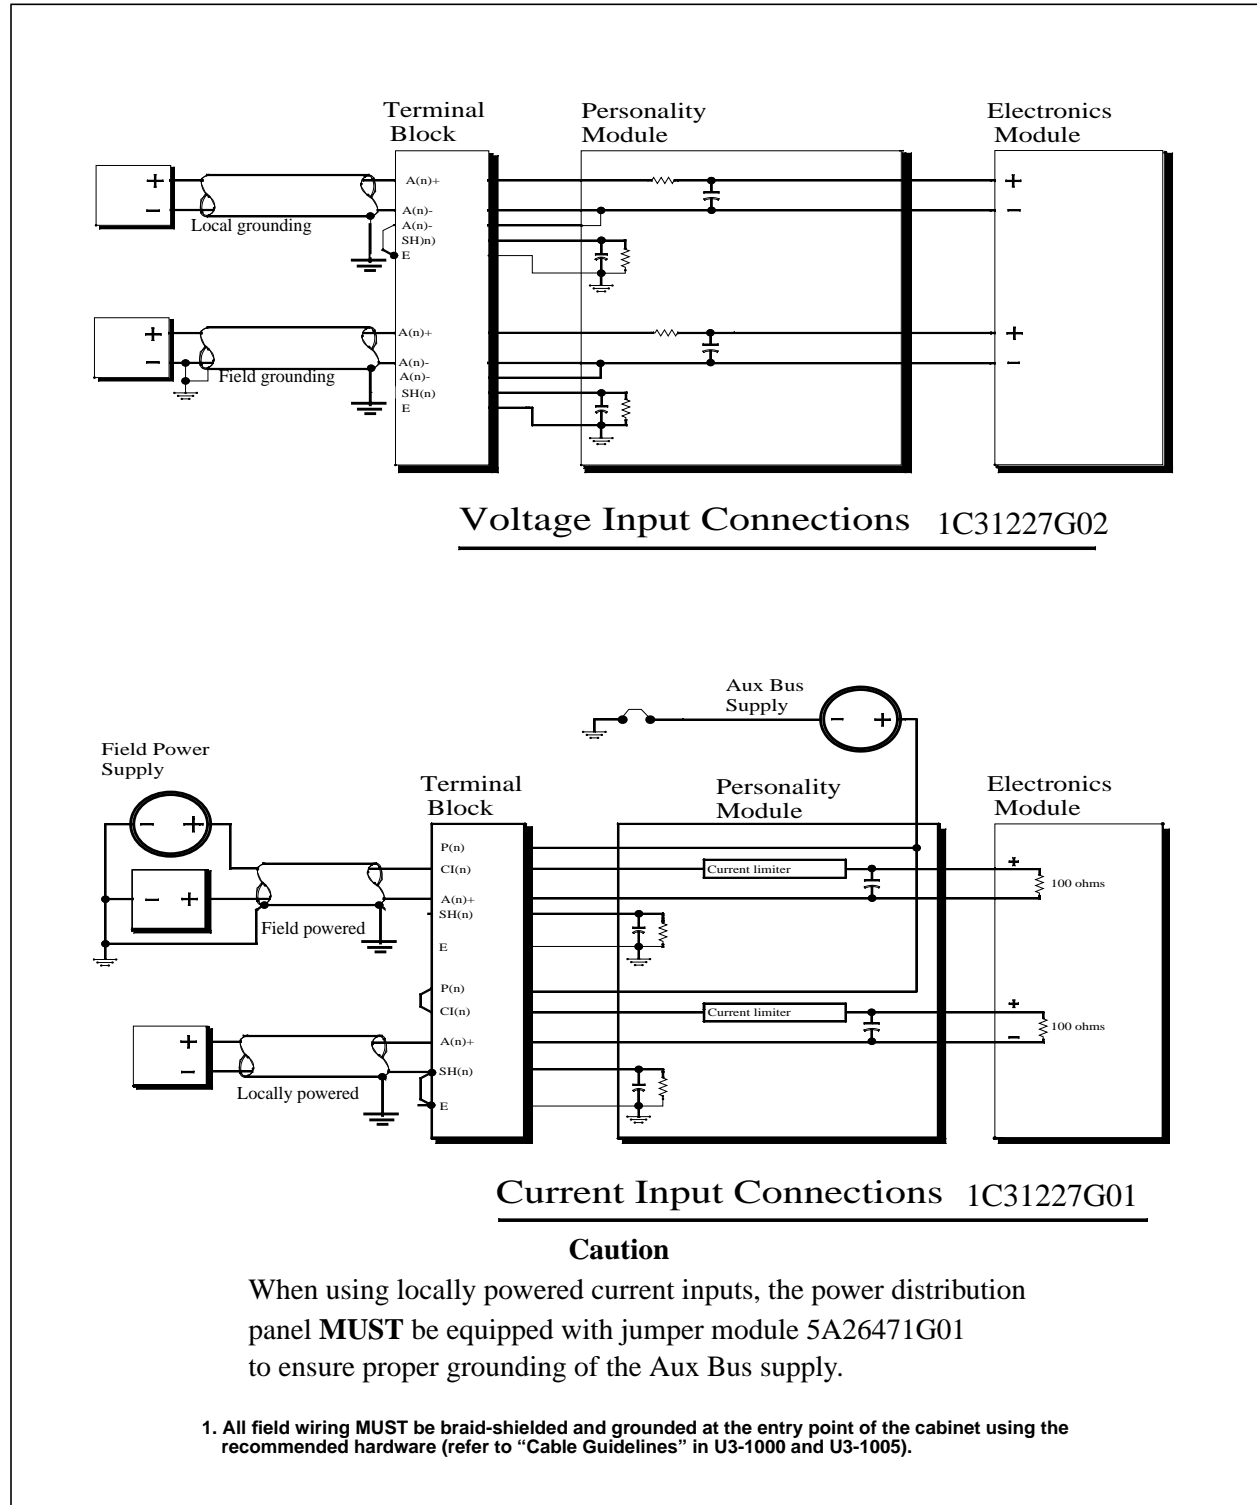 Terminal
Block
Personality
Module
Electronics
Module
+
A(n)+
+
-
A(n)-
-
Local grounding
A(n)-
SH)n)
E
+
A(n)+
+
-
A(n)-
-
Field grounding
A(n)-
SH(n)
E
Voltage Input Connections 1C31227G02
Aux Bus
Supply
- +
Field Power
Supply
Terminal
Block
Personality
Module
Electronics
Module
- +
P(n)
CI(n)
Current limiter
+
100 ohms
- +
A(n)+
SH(n)
Field powered
E
P(n)
CI(n)
Current limiter
+
100 ohms
+
A(n)+
-
-
SH(n)
Locally powered
E
Current Input Connections 1C31227G01
Caution
When using locally powered current inputs, the power distribution
panel MUST be equipped with jumper module 5A26471G01
to ensure proper grounding of the Aux Bus supply.
1. All field wiring MUST be braid-shielded and grounded at the entry point of the cabinet using the
recommended hardware (refer to “Cable Guidelines” in U3-1000 and U3-1005).